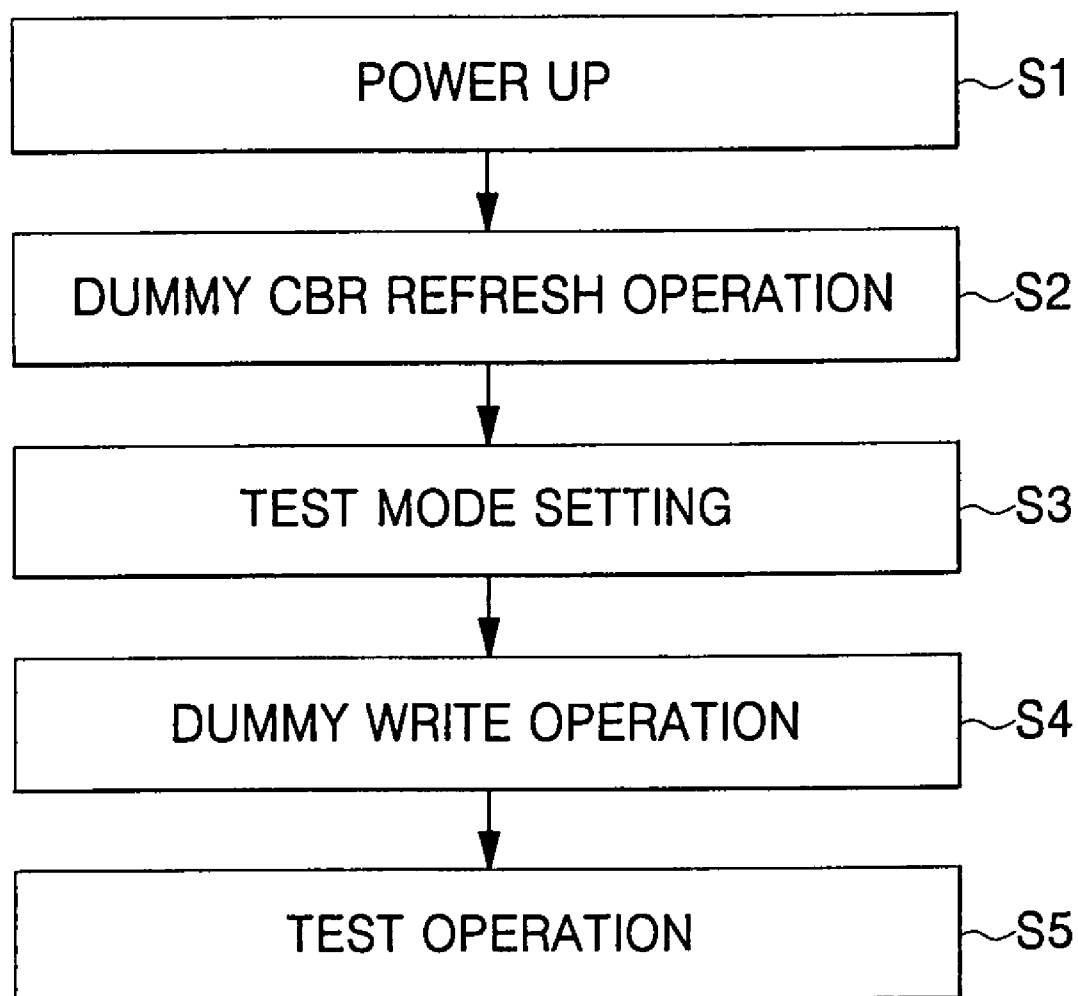 POWER UP S1
DUMMY CBR REFRESH OPERATION S2
TEST MODE SETTING S3
DUMMY WRITE OPERATION S4
TEST OPERATION S5